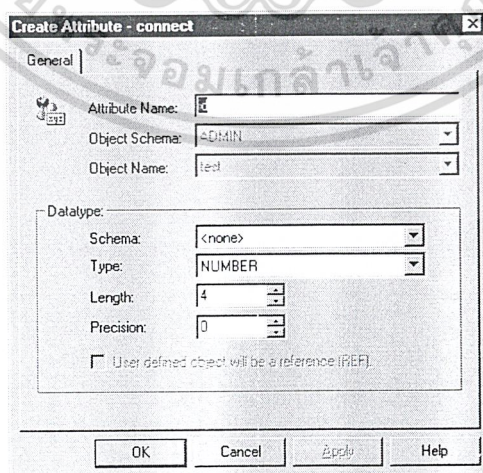 Create Attribute - connect
General
Attribute Name:
Object Schema: ADMIN
Object Name: test
Datatype:
Schema: <none>
Type: NUMBER
Length: 4
Precision: 0
User defined object will be a reference (REF).
OK Cancel Apply Help